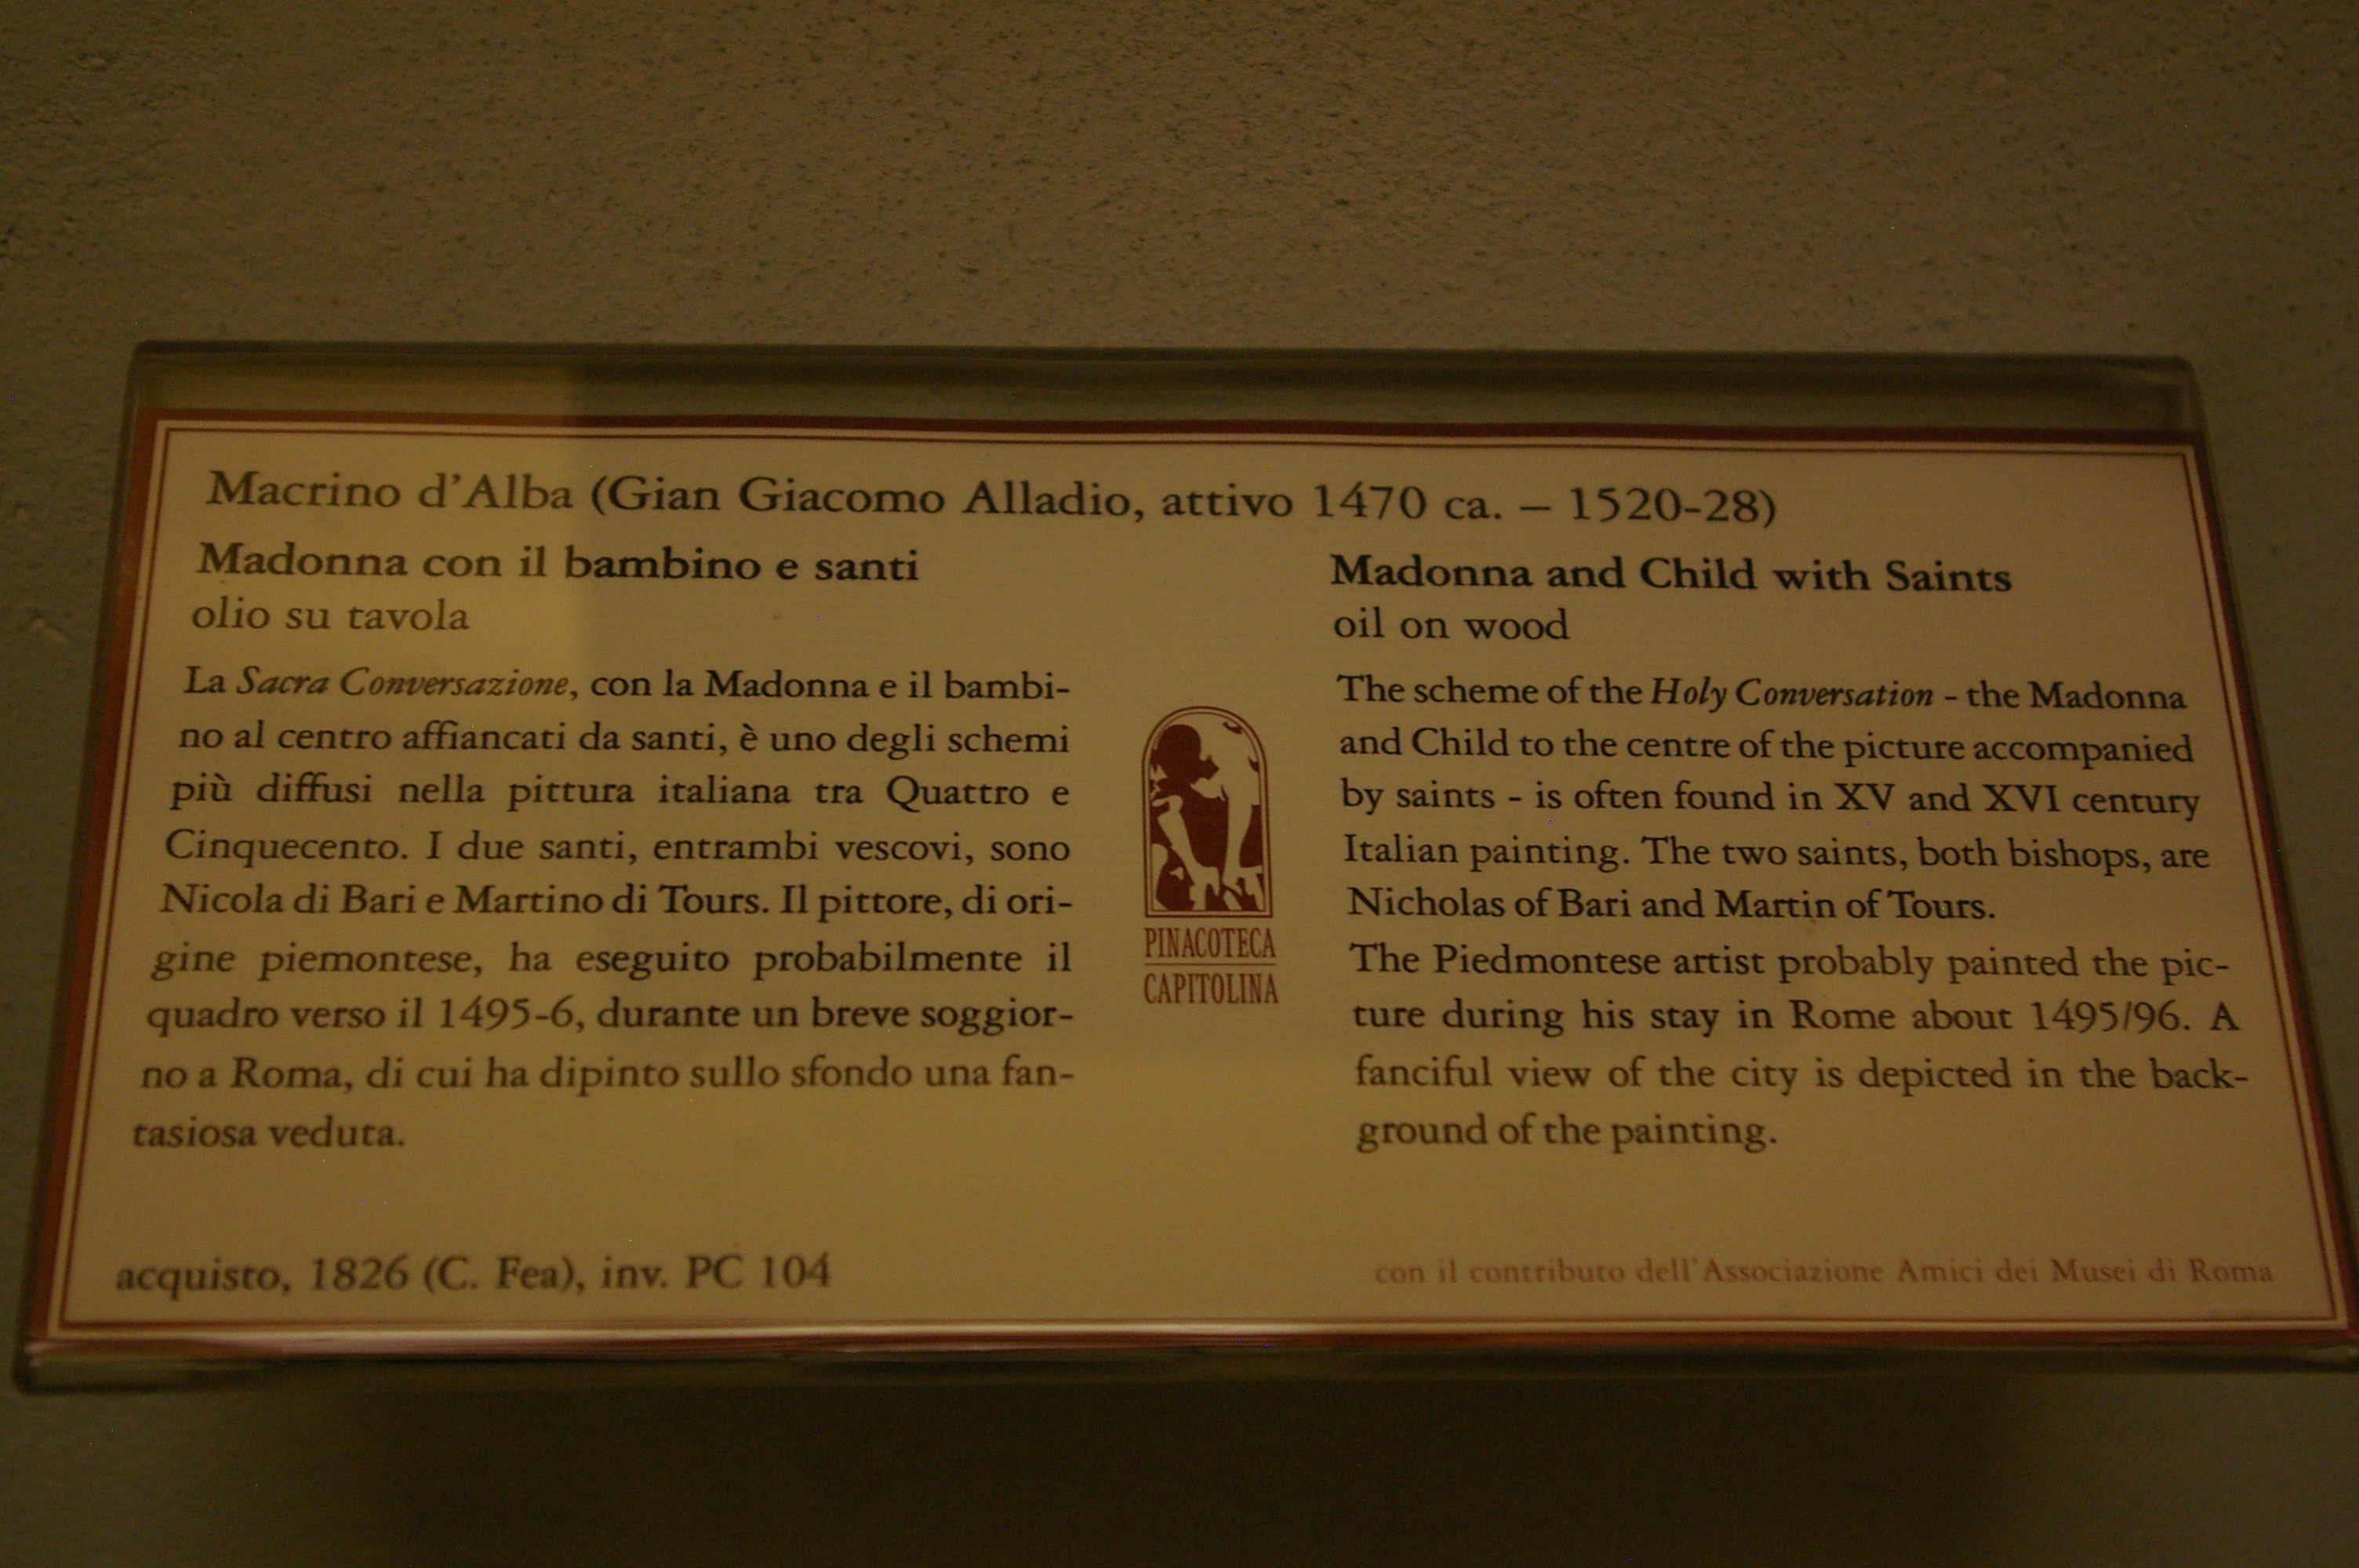 Macrino d'Alba (Gian Giacomo Alladio, attivo 1470 ca. – 1520-28)
Madonna con il bambino e santi
olio su tavola
La Sacra Conversazione, con la Madonna e il bambi-
no al centro affiancati da santi, è uno degli schemi
più diffusi nella pittura italiana tra Quattro e
Cinquecento. I due santi, entrambi vescovi, sono
Nicola di Bari e Martino di Tours. Il pittore, di ori-
gine piemontese, ha eseguito probabilmente il
quadro verso il 1495-6, durante un breve soggior-
no a Roma, di cui ha dipinto sullo sfondo una fan-
tasiosa veduta.
acquisto, 1826 (C. Fea), inv. PC 104
PINACOTECA
CAPITOLINA
Madonna and Child with Saints
oil on wood
The scheme of the Holy Conversation - the Madonna
and Child to the centre of the picture accompanied
by saints - is often found in XV and XVI century
Italian painting. The two saints, both bishops, are
Nicholas of Bari and Martin of Tours.
The Piedmontese artist probably painted the pic-
ture during his stay in Rome about 1495/96. A
fanciful view of the city is depicted in the back-
ground of the painting.
con il contributo dell'Associazione Amici dei Musei di Roma